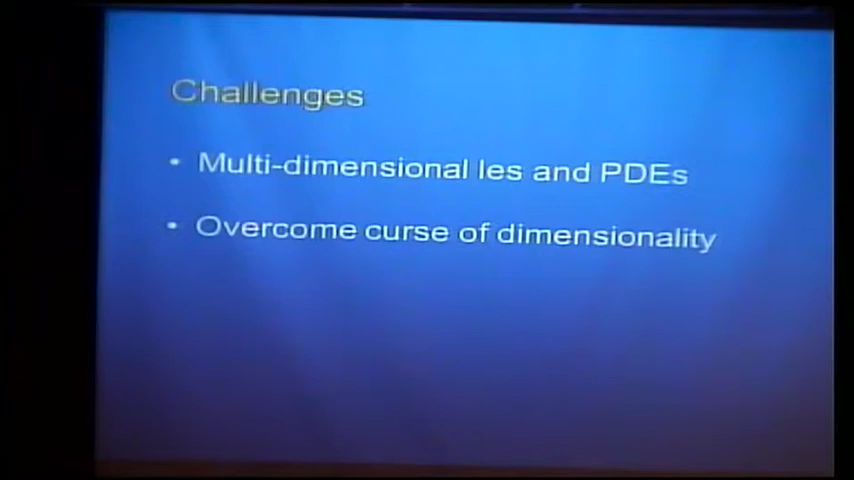 Challenges
• Multi-dimensional Ies and PDEs
• Overcome curse of dimensionality